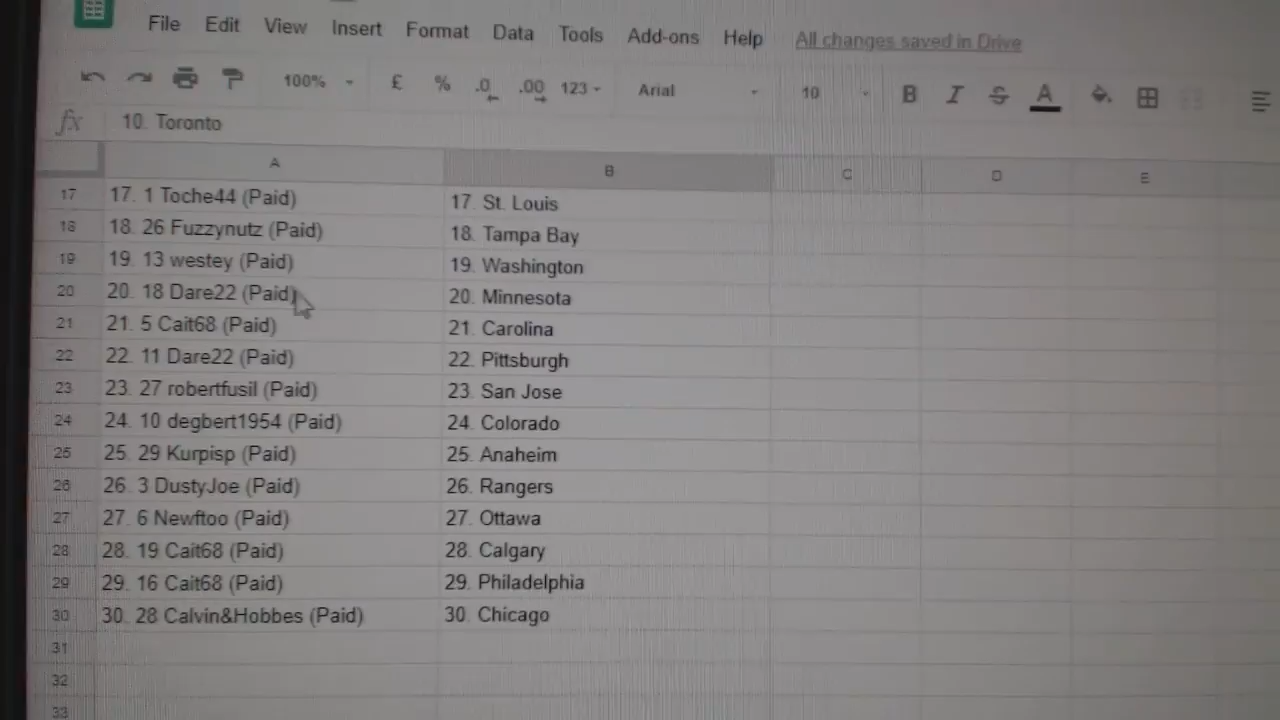 File Edit View Insert Format Data Tools Add-ons Help All changes saved in Drive
100% £ % .0 .00 123 Arial 10 B I S A
fx 10. Toronto
A B C D E
17 17. 1 Toche44 (Paid) 17. St. Louis
18 18. 26 Fuzzynutz (Paid) 18. Tampa Bay
19 19. 13 westey (Paid) 19. Washington
20 20. 18 Dare22 (Paid) 20. Minnesota
21 21. 5 Cait68 (Paid) 21. Carolina
22 22. 11 Dare22 (Paid) 22. Pittsburgh
23 23. 27 robertfusil (Paid) 23. San Jose
24 24. 10 degbert1954 (Paid) 24. Colorado
25 25. 29 Kurpisp (Paid) 25. Anaheim
26 26. 3 DustyJoe (Paid) 26. Rangers
27 27. 6 Newftoo (Paid) 27. Ottawa
28 28. 19 Cait68 (Paid) 28. Calgary
29 29. 16 Cait68 (Paid) 29. Philadelphia
30 30. 28 Calvin&Hobbes (Paid) 30. Chicago
31
32
33